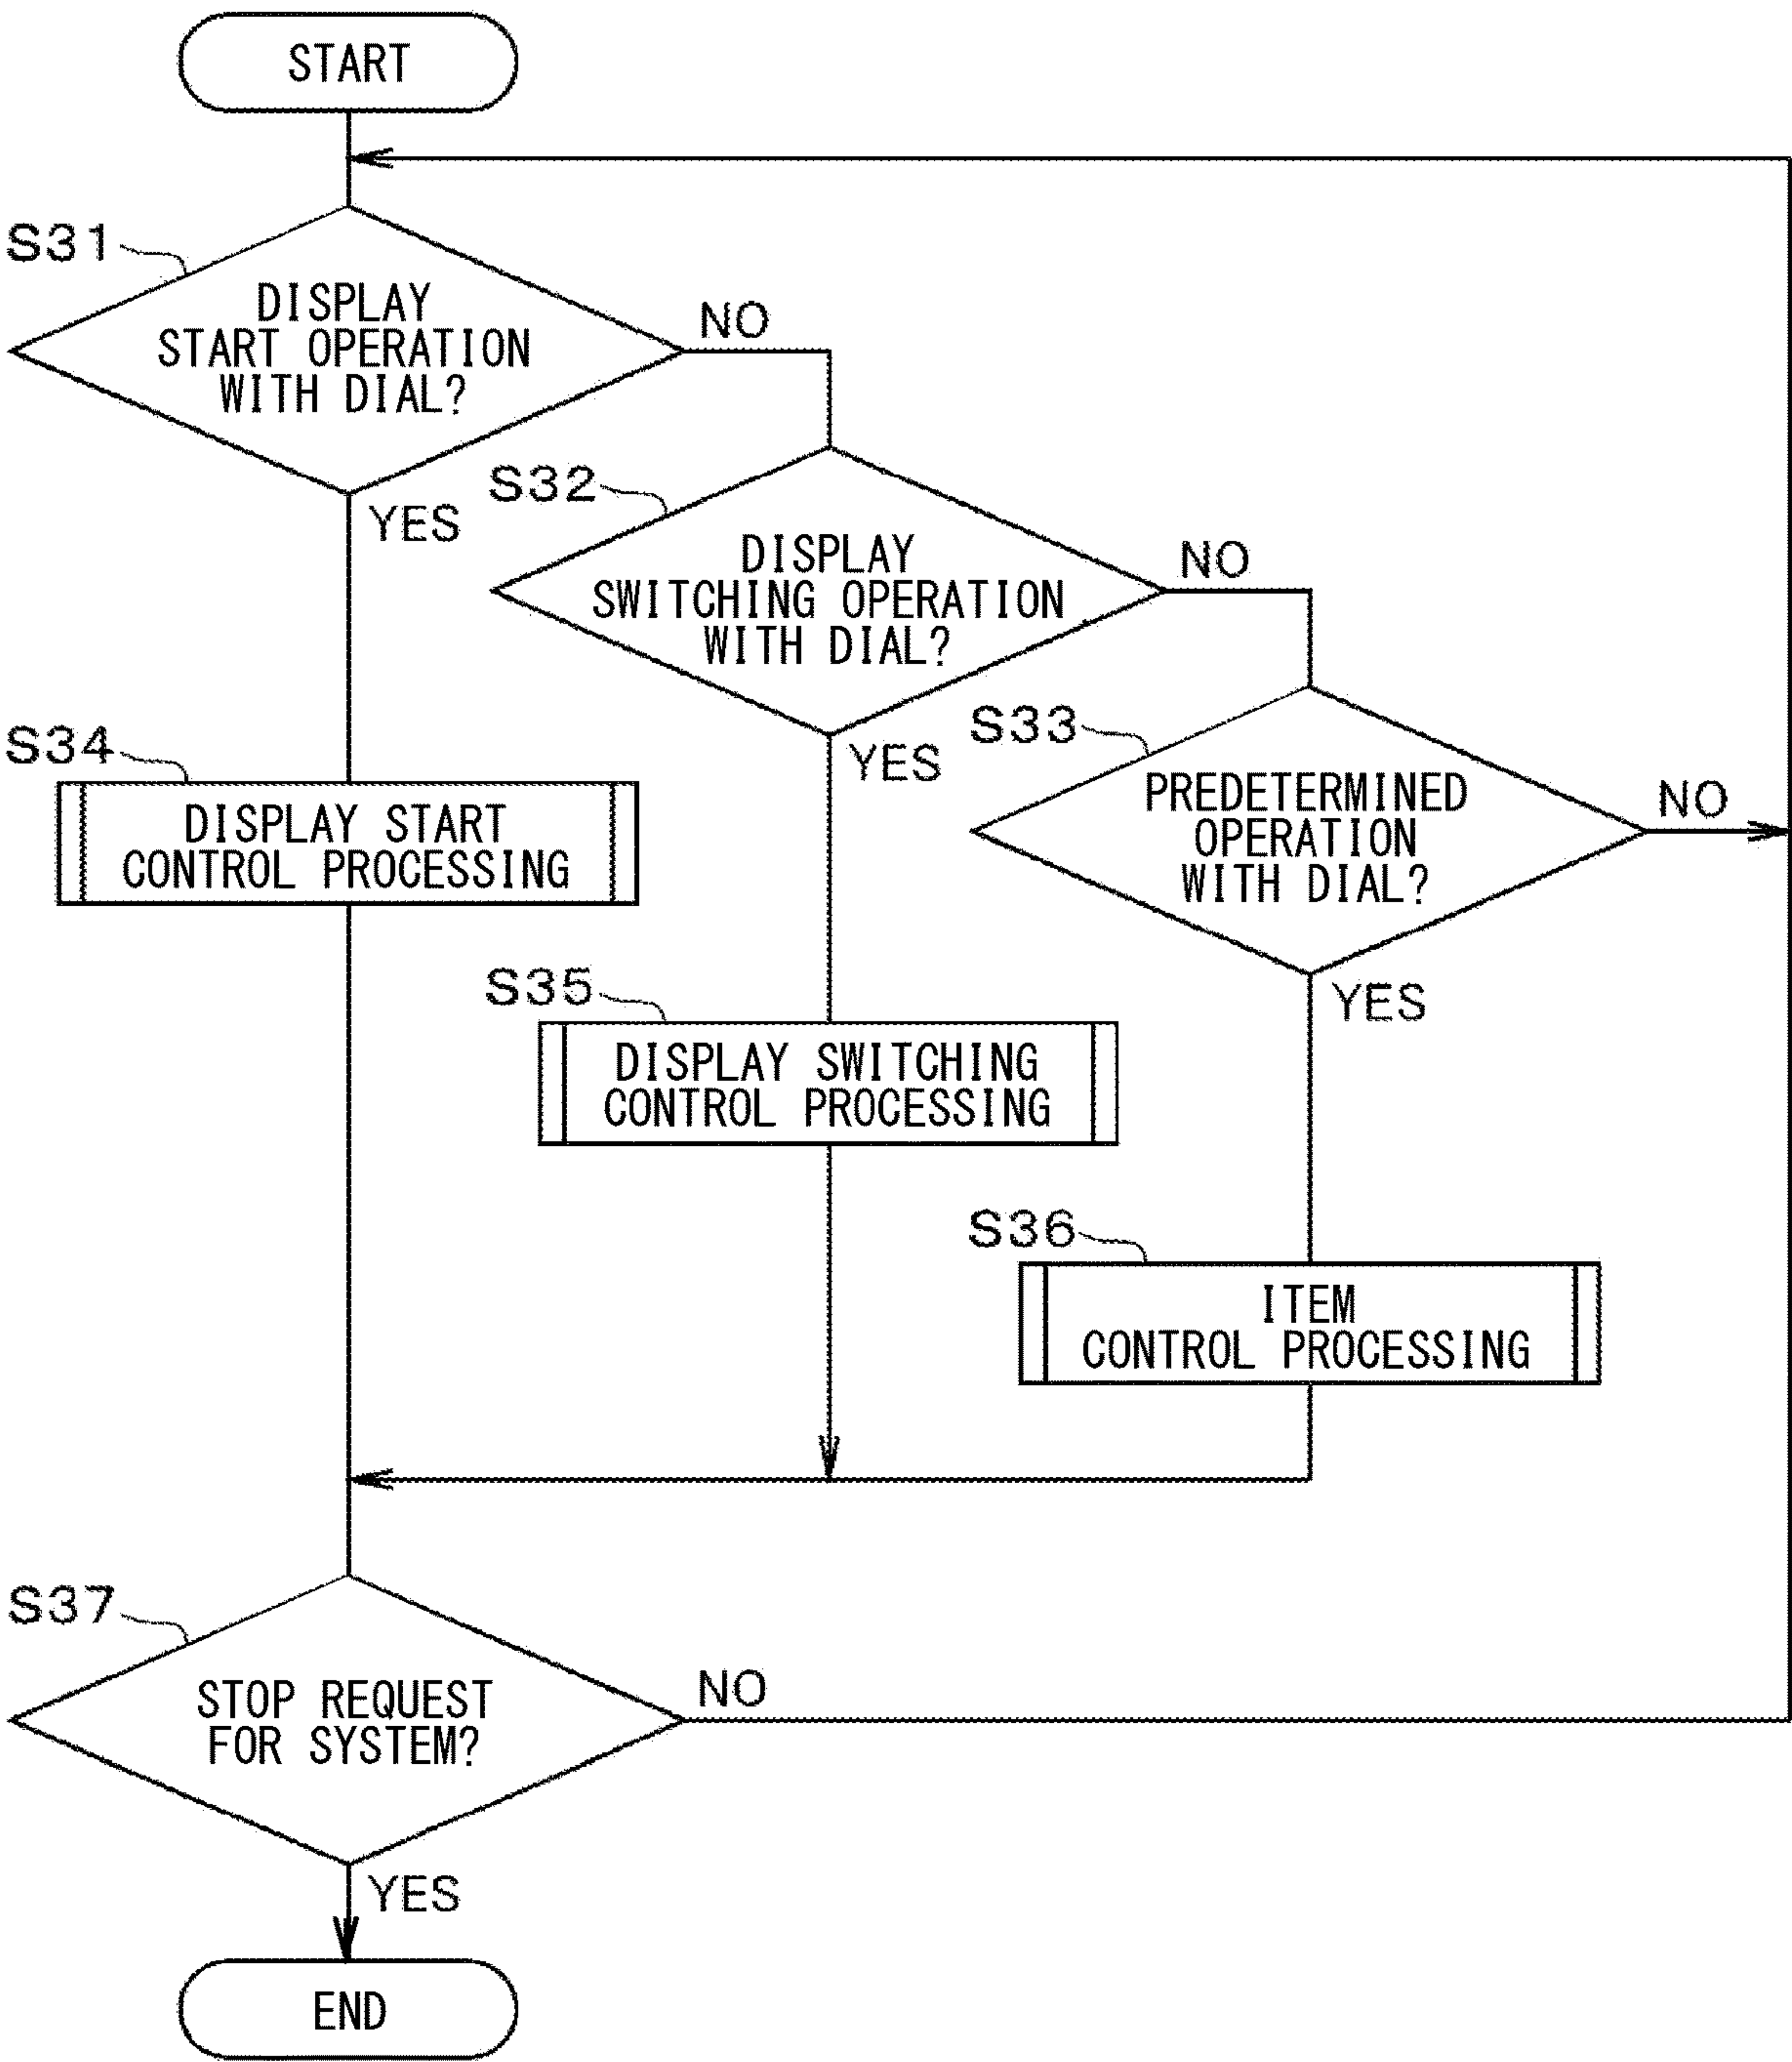 START
S31
DISPLAY
START OPERATION
WITH DIAL?
NO
YES
S32
DISPLAY
SWITCHING OPERATION
WITH DIAL?
NO
YES
S33
PREDETERMINED
OPERATION
WITH DIAL?
NO
YES
S34
DISPLAY START
CONTROL PROCESSING
S35
DISPLAY SWITCHING
CONTROL PROCESSING
S36
ITEM
CONTROL PROCESSING
S37
STOP REQUEST
FOR SYSTEM?
NO
YES
END